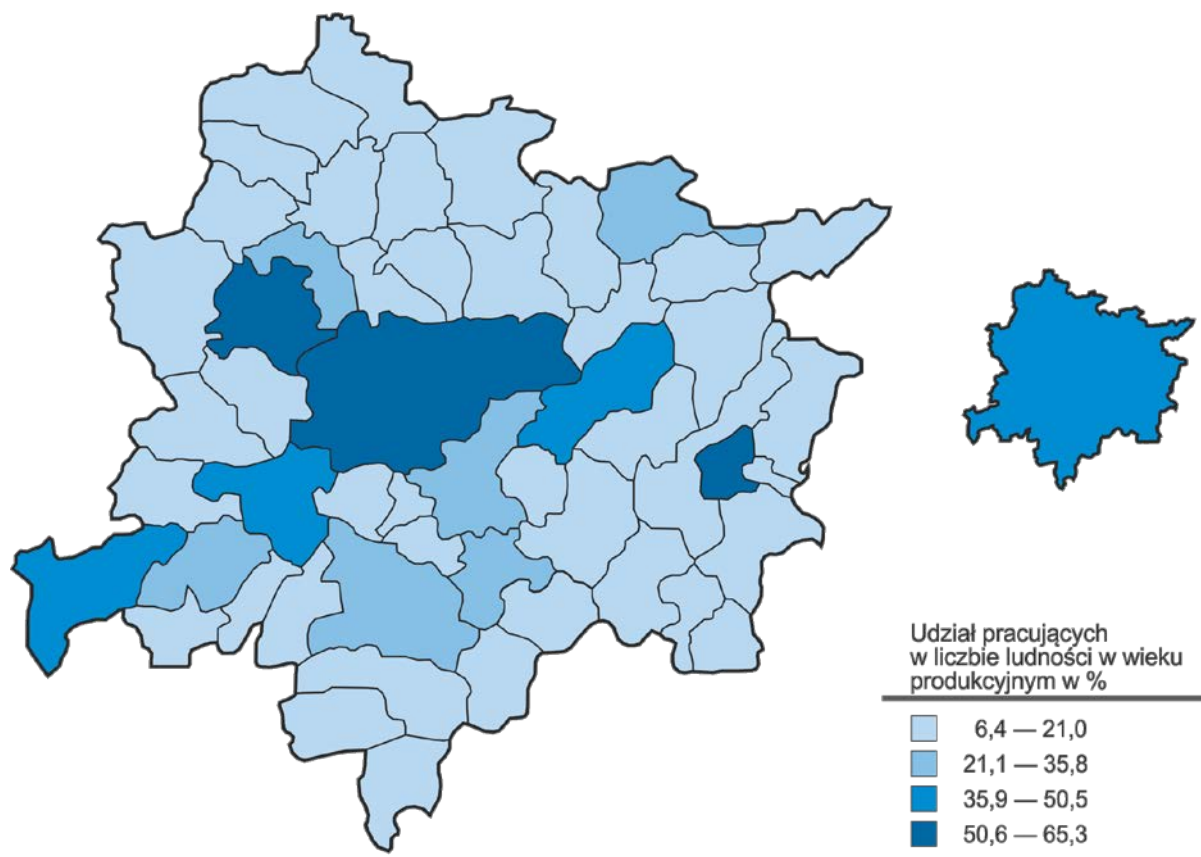 Udział pracujących
w liczbie ludności w wieku
produkcyjnym w %
6,4 — 21,0
21,1 — 35,8
35,9 — 50,5
50,6 — 65,3